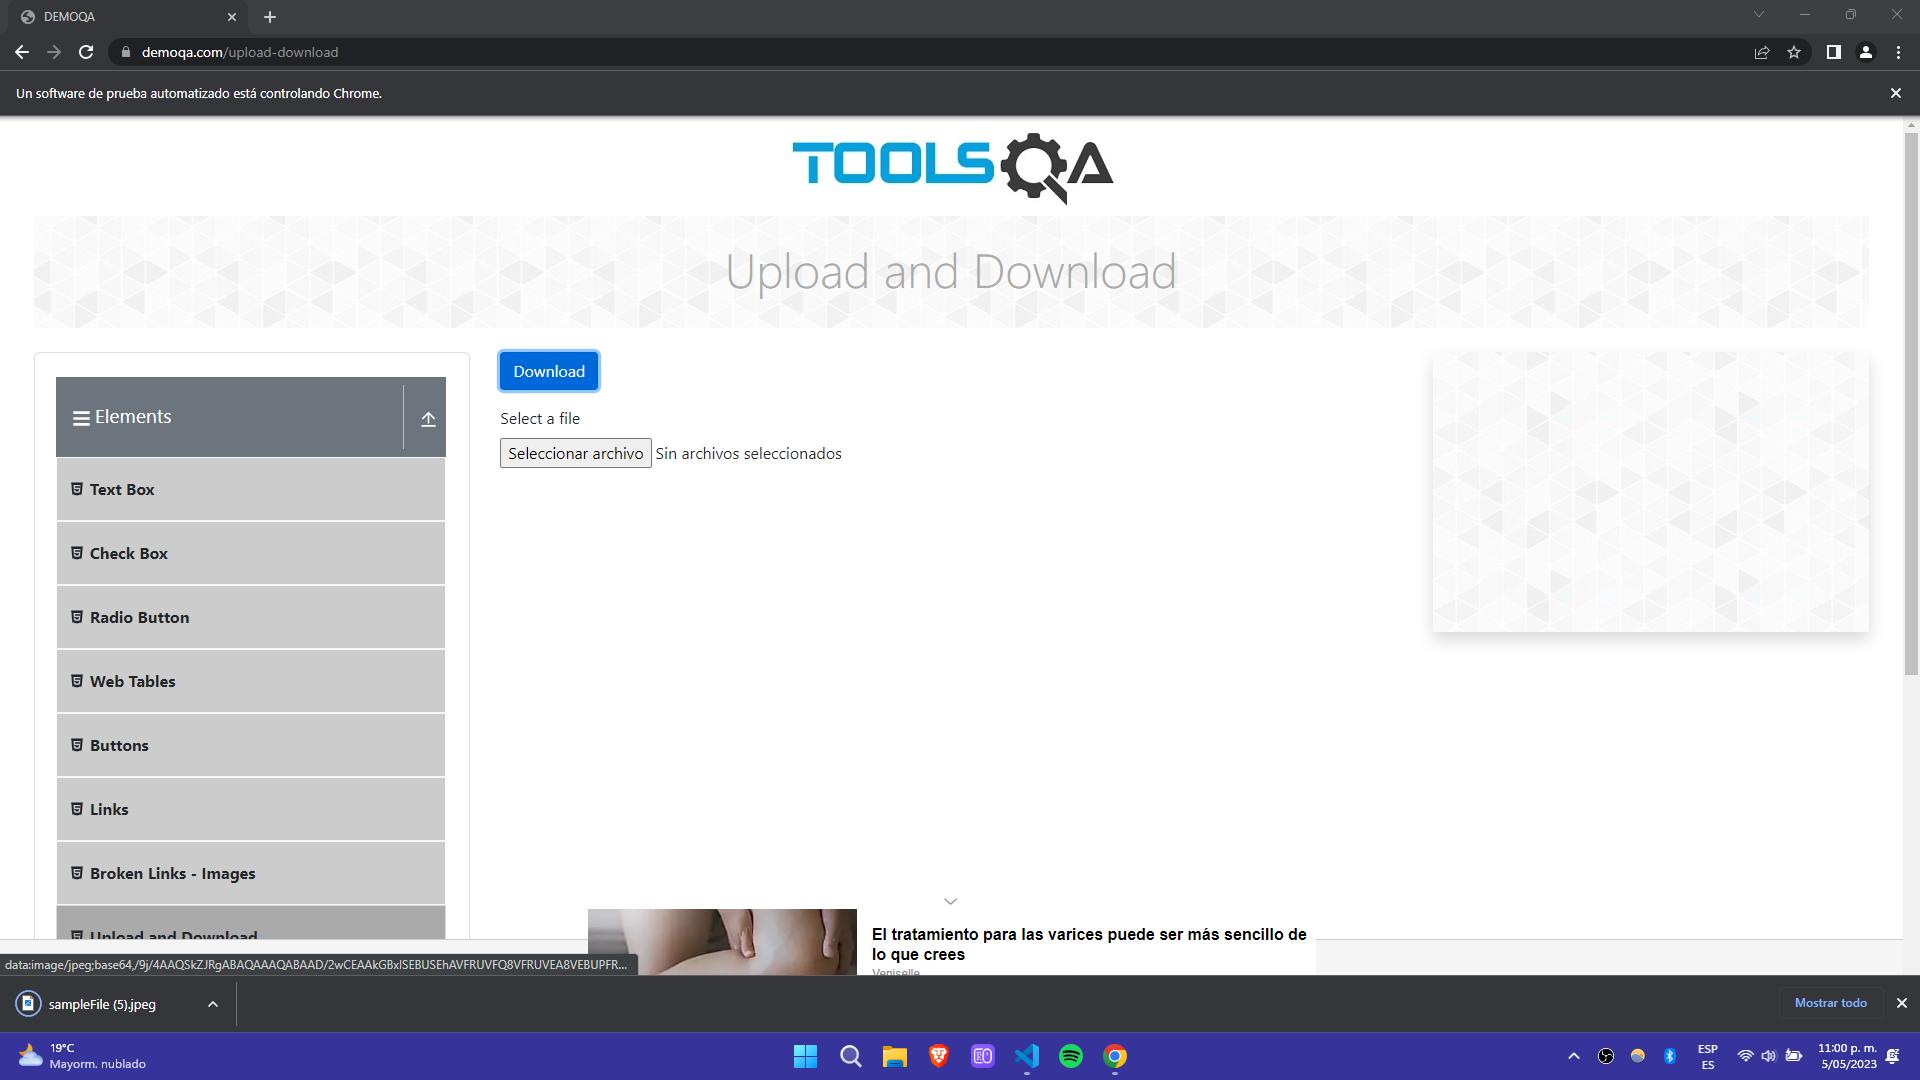 DEMOQA
demoqa.com/upload-download
Un software de prueba automatizado está controlando Chrome.
TOOLSQA
Upload and Download
Elements
Text Box
Check Box
Radio Button
Web Tables
Buttons
Links
Broken Links - Images
Upload and Download
Download
Select a file
Seleccionar archivo Sin archivos seleccionados
El tratamiento para las varices puede ser más sencillo de
lo que crees
Veniselle
data:image/jpeg;base64,/9j/4AAQSkZJRgABAQAAAQABAAD/2wCEAAkGBxISEBUSEhAVFRUVFQ8VFRUVEA8VEBUPFR...
sampleFile (5).jpeg
Mostrar todo
19°C
Mayorm. nublado
ESP
ES
11:00 p. m.
5/05/2023